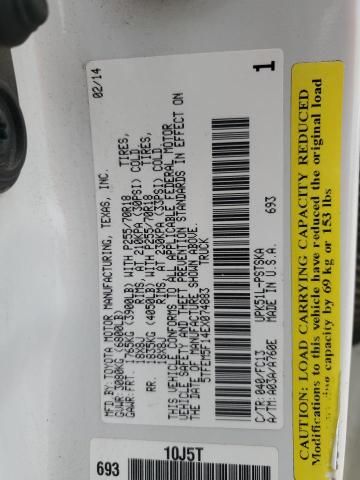 MFD BY: TOYOTA MOTOR MANUFACTURING, TEXAS, INC. 02/14
GVWR: 3080KG (6800LB)
GAWR: FRT. 1765KG (3900LB) WITH P255/70R18 TIRES,
18X8J RIMS, AT 210KPA (30PSI) COLD
RR. 1835KG (4050LB) WITH P255/70R18 TIRES,
18X8J RIMS, AT 230KPA (33PSI) COLD
THIS VEHICLE CONFORMS TO ALL APPLICABLE FEDERAL MOTOR
VEHICLE SAFETY AND THEFT PREVENTION STANDARDS IN EFFECT ON
THE DATE OF MANUFACTURE SHOWN ABOVE.
TRUCK
C/TR: 040/FC13 UPK51L-PSTSKA 693
A/TM: A03A/A760E MADE IN U.S.A.
1
CAUTION: LOAD CARRYING CAPACITY REDUCED
Modifications to this vehicle have reduced the original load
capacity by 69 kg or 153 lbs
693 10J5T